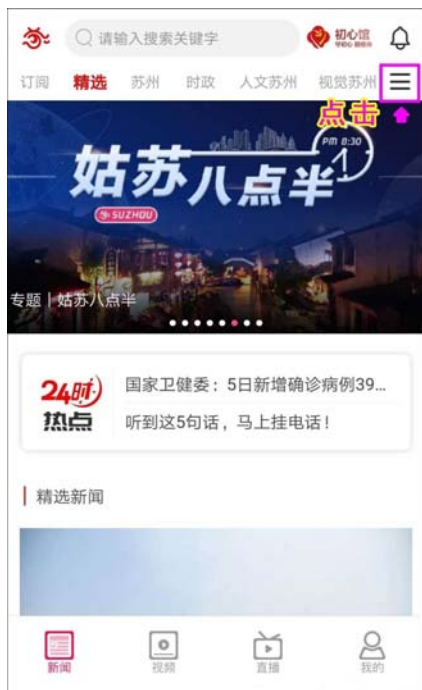 请输入搜索关键字
初心馆
订阅 精选 苏州 时政 人文苏州 视觉苏州
点击
姑苏八点半
PM 8:30
SUZHOU
专题 | 姑苏八点半
24时
热点
国家卫健委：5日新增确诊病例39...
听到这5句话，马上挂电话！
精选新闻
新闻 视频 直播 我的